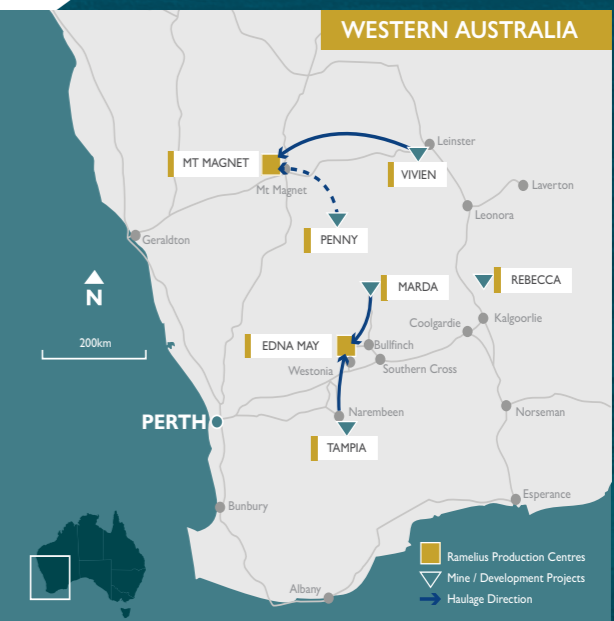 WESTERN AUSTRALIA
Leinster
MT MAGNET
VIVIEN
Mt Magnet
Laverton
Leonora
PENNY
Geraldton
REBECCA
MARDA
N
Kalgoorlie
Coolgardie
200km
EDNA MAY
Bullfinch
Westonia
Southern Cross
PERTH
Narembeen
Norseman
TAMPIA
Esperance
Bunbury
Ramelius Production Centres
Mine / Development Projects
Albany
Haulage Direction